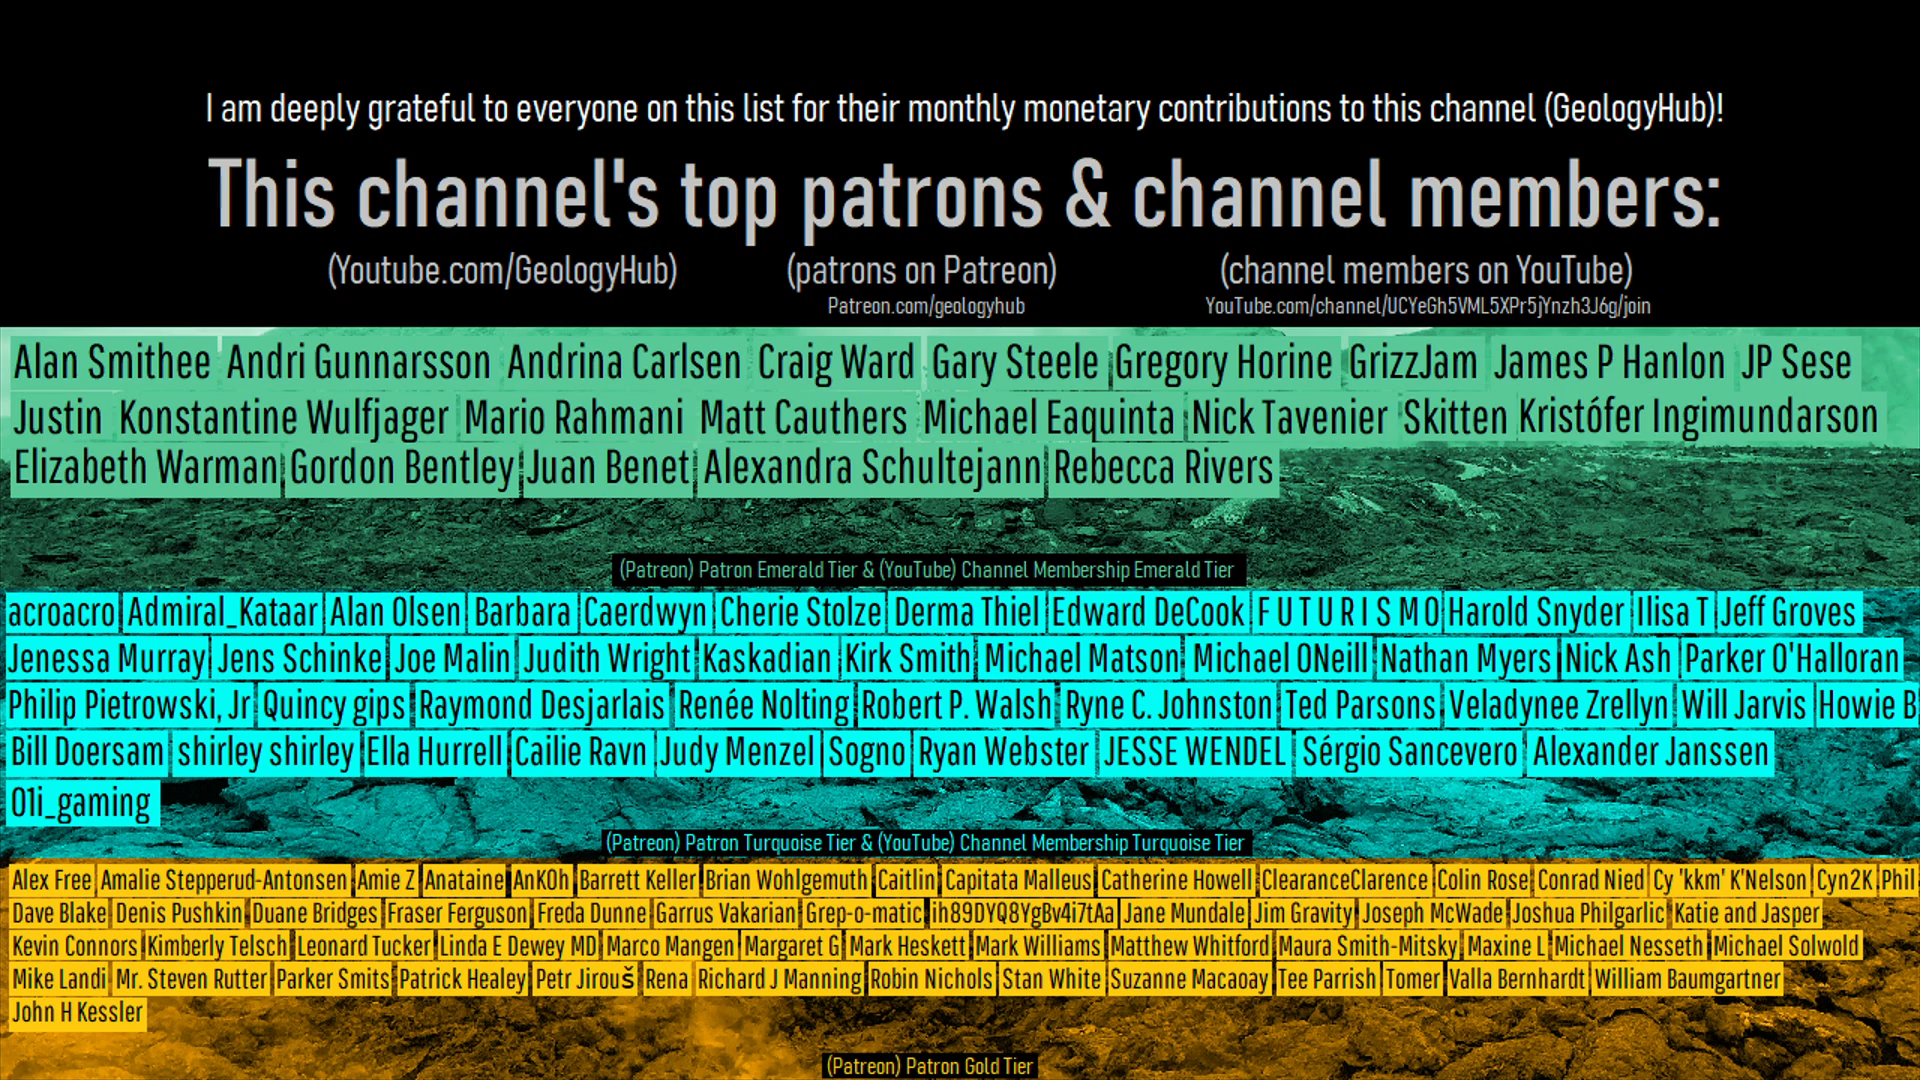 I am deeply grateful to everyone on this list for their monthly monetary contributions to this channel (GeologyHub)!
This channel's top patrons & channel members:
(Youtube.com/GeologyHub) (patrons on Patreon) (channel members on YouTube)
Patreon.com/geologyhub YouTube.com/channel/UCYeGh5VML5XPr5jYnzh3J6g/join
Alan Smithee Andri Gunnarsson Andrina Carlsen Craig Ward Gary Steele Gregory Horine GrizzJam James P Hanlon JP Sese
Justin Konstantine Wulfjager Mario Rahmani Matt Cauthers Michael Eaquinta Nick Tavenier Skitten Kristófer Ingimundarson
Elizabeth Warman Gordon Bentley Juan Benet Alexandra Schultejann Rebecca Rivers
(Patreon) Patron Emerald Tier & (YouTube) Channel Membership Emerald Tier
acroacro Admiral_Kataar Alan Olsen Barbara Caerdwyn Cherie Stolze Derma Thiel Edward DeCook F U T U R I S M O Harold Snyder Ilisa T Jeff Groves
Jenessa Murray Jens Schinke Joe Malin Judith Wright Kaskadian Kirk Smith Michael Matson Michael ONeill Nathan Myers Nick Ash Parker O'Halloran
Philip Pietrowski, Jr Quincy gips Raymond Desjarlais Renée Nolting Robert P. Walsh Ryne C. Johnston Ted Parsons Veladynee Zrellyn Will Jarvis Howie B
Bill Doersam shirley shirley Ella Hurrell Cailie Ravn Judy Menzel Sogno Ryan Webster JESSE WENDEL Sérgio Sancevero Alexander Janssen
O1i_gaming
(Patreon) Patron Turquoise Tier & (YouTube) Channel Membership Turquoise Tier
Alex Free Amalie Stepperud-Antonsen Amie Z Anataine AnKOh Barrett Keller Brian Wohlgemuth Caitlin Capitata Malleus Catherine Howell ClearanceClarence Colin Rose Conrad Nied Cy 'kkm' K'Nelson Cyn2K Phil
Dave Blake Denis Pushkin Duane Bridges Fraser Ferguson Freda Dunne Garrus Vakarian Grep-o-matic ih89DYQ8YgBv4i7tAa Jane Mundale Jim Gravity Joseph McWade Joshua Philgarlic Katie and Jasper
Kevin Connors Kimberly Telsch Leonard Tucker Linda E Dewey MD Marco Mangen Margaret G Mark Heskett Mark Williams Matthew Whitford Maura Smith-Mitsky Maxine L Michael Nesseth Michael Solwold
Mike Landi Mr. Steven Rutter Parker Smits Patrick Healey Petr Jirouš Rena Richard J Manning Robin Nichols Stan White Suzanne Macaoay Tee Parrish Tomer Valla Bernhardt William Baumgartner
John H Kessler
(Patreon) Patron Gold Tier